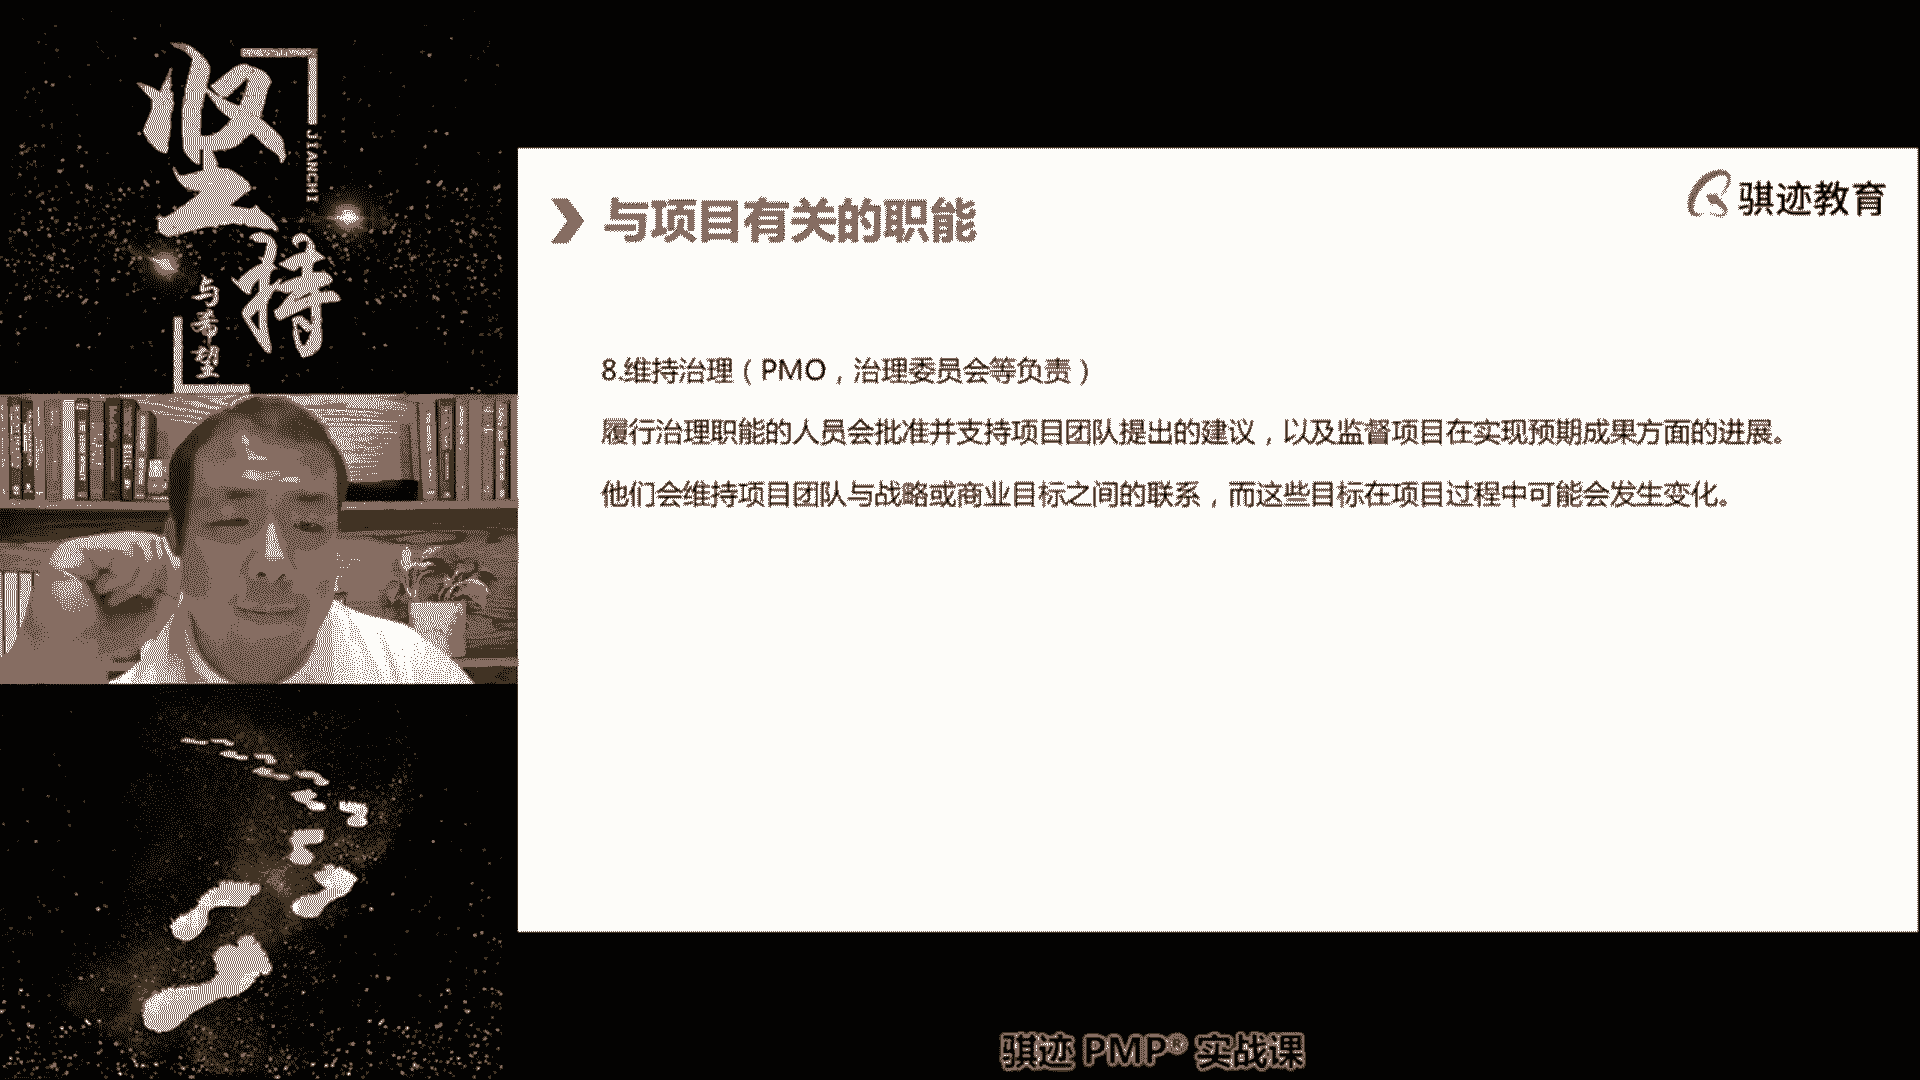 坚持
JIANCHI
与希望
骐迹教育
与项目有关的职能
8.维持治理（PMO，治理委员会等负责）
履行治理职能的人员会批准并支持项目团队提出的建议，以及监督项目在实现预期成果方面的进展。
他们会维持项目团队与战略或商业目标之间的联系，而这些目标在项目过程中可能会发生变化。
骐迹 PMP® 实战课